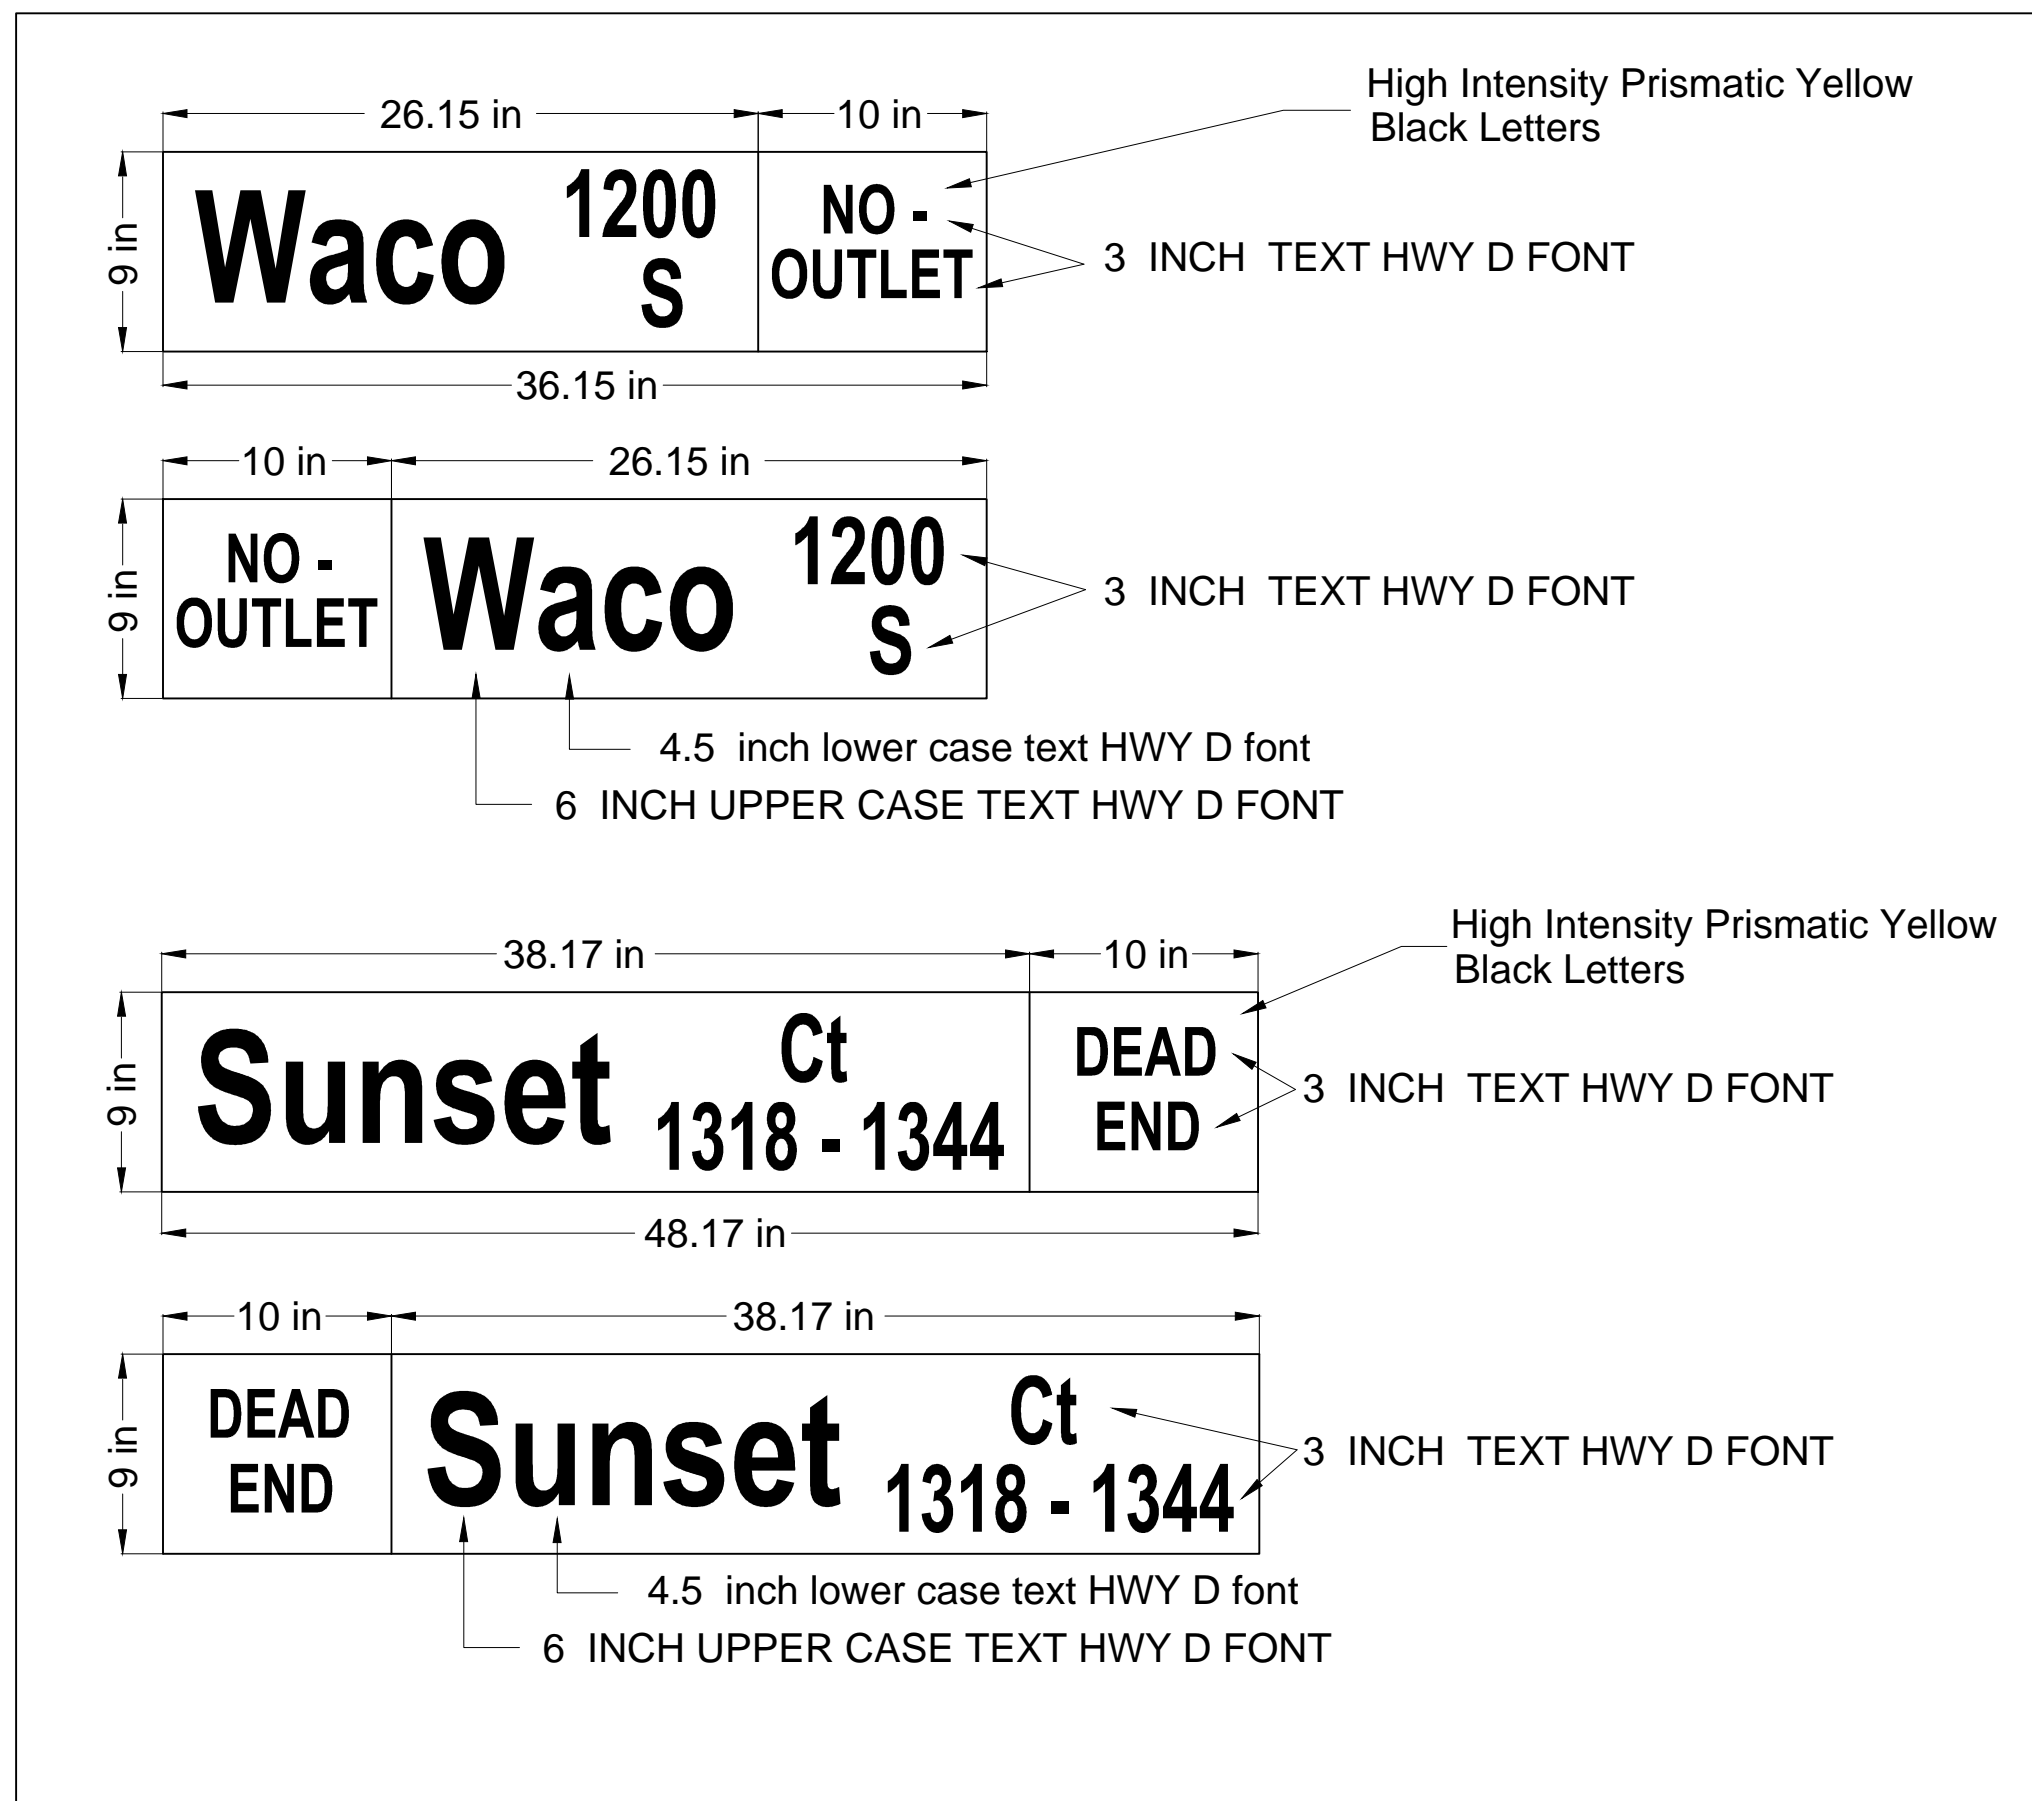 26.15 in 10 in
High Intensity Prismatic Yellow
Black Letters
9 in
Waco 1200
S
NO -
OUTLET
3 INCH TEXT HWY D FONT
36.15 in
10 in 26.15 in
9 in
NO -
OUTLET
Waco 1200
S
3 INCH TEXT HWY D FONT
4.5 inch lower case text HWY D font
6 INCH UPPER CASE TEXT HWY D FONT
38.17 in 10 in
High Intensity Prismatic Yellow
Black Letters
9 in
Sunset Ct
1318 - 1344
DEAD
END
3 INCH TEXT HWY D FONT
48.17 in
10 in 38.17 in
9 in
DEAD
END
Sunset Ct
1318 - 1344
3 INCH TEXT HWY D FONT
4.5 inch lower case text HWY D font
6 INCH UPPER CASE TEXT HWY D FONT